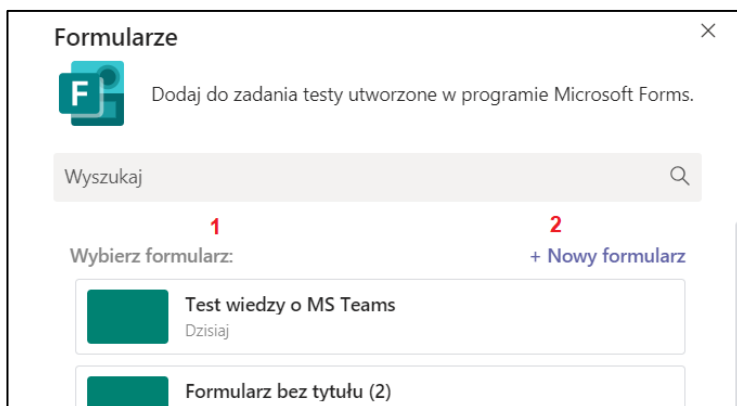 Formularze
F
Dodaj do zadania testy utworzone w programie Microsoft Forms.
Wyszukaj
1 2
Wybierz formularz: + Nowy formularz
Test wiedzy o MS Teams
Dzisiaj
Formularz bez tytułu (2)